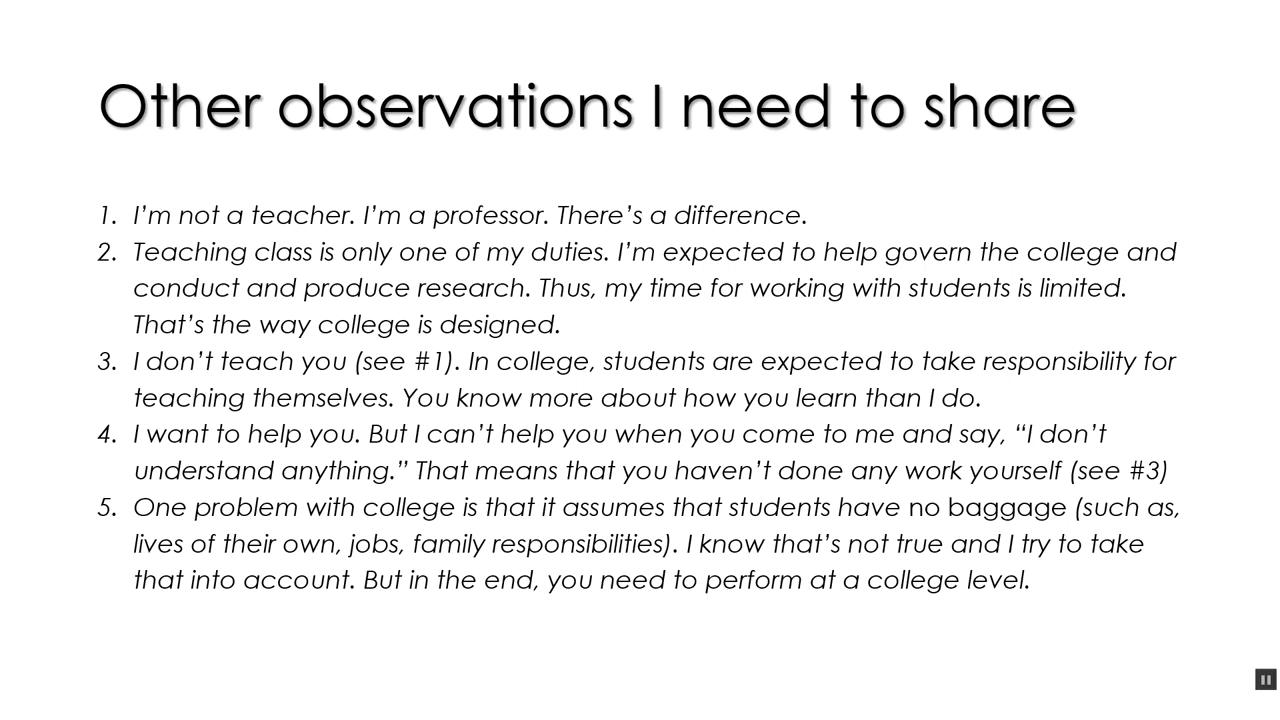 Other observations I need to share
1. I’m not a teacher. I’m a professor. There’s a difference.
2. Teaching class is only one of my duties. I’m expected to help govern the college and
conduct and produce research. Thus, my time for working with students is limited.
That’s the way college is designed.
3. I don’t teach you (see #1). In college, students are expected to take responsibility for
teaching themselves. You know more about how you learn than I do.
4. I want to help you. But I can’t help you when you come to me and say, “I don’t
understand anything.” That means that you haven’t done any work yourself (see #3)
5. One problem with college is that it assumes that students have no baggage (such as,
lives of their own, jobs, family responsibilities). I know that’s not true and I try to take
that into account. But in the end, you need to perform at a college level.